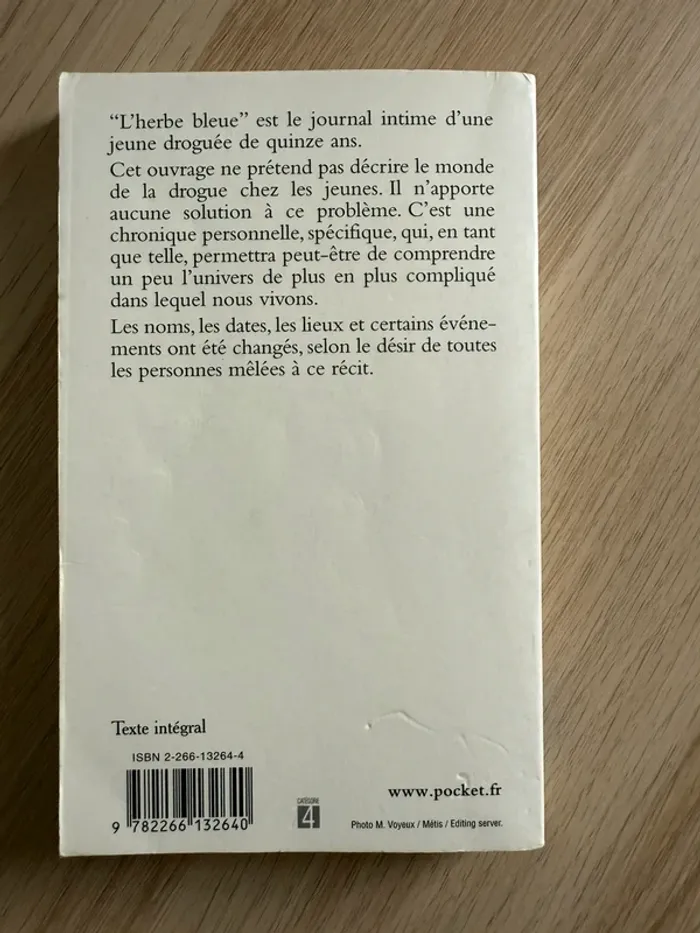 “L’herbe bleue” est le journal intime d’une
jeune droguée de quinze ans.
Cet ouvrage ne prétend pas décrire le monde
de la drogue chez les jeunes. Il n’apporte
aucune solution à ce problème. C’est une
chronique personnelle, spécifique, qui, en tant
que telle, permettra peut-être de comprendre
un peu l’univers de plus en plus compliqué
dans lequel nous vivons.
Les noms, les dates, les lieux et certains événe-
ments ont été changés, selon le désir de toutes
les personnes mêlées à ce récit.
Texte intégral
ISBN 2-266-13264-4
9 782266 132640
CATÉGORIE
4
www.pocket.fr
Photo M. Voyeux / Métis / Editing server.